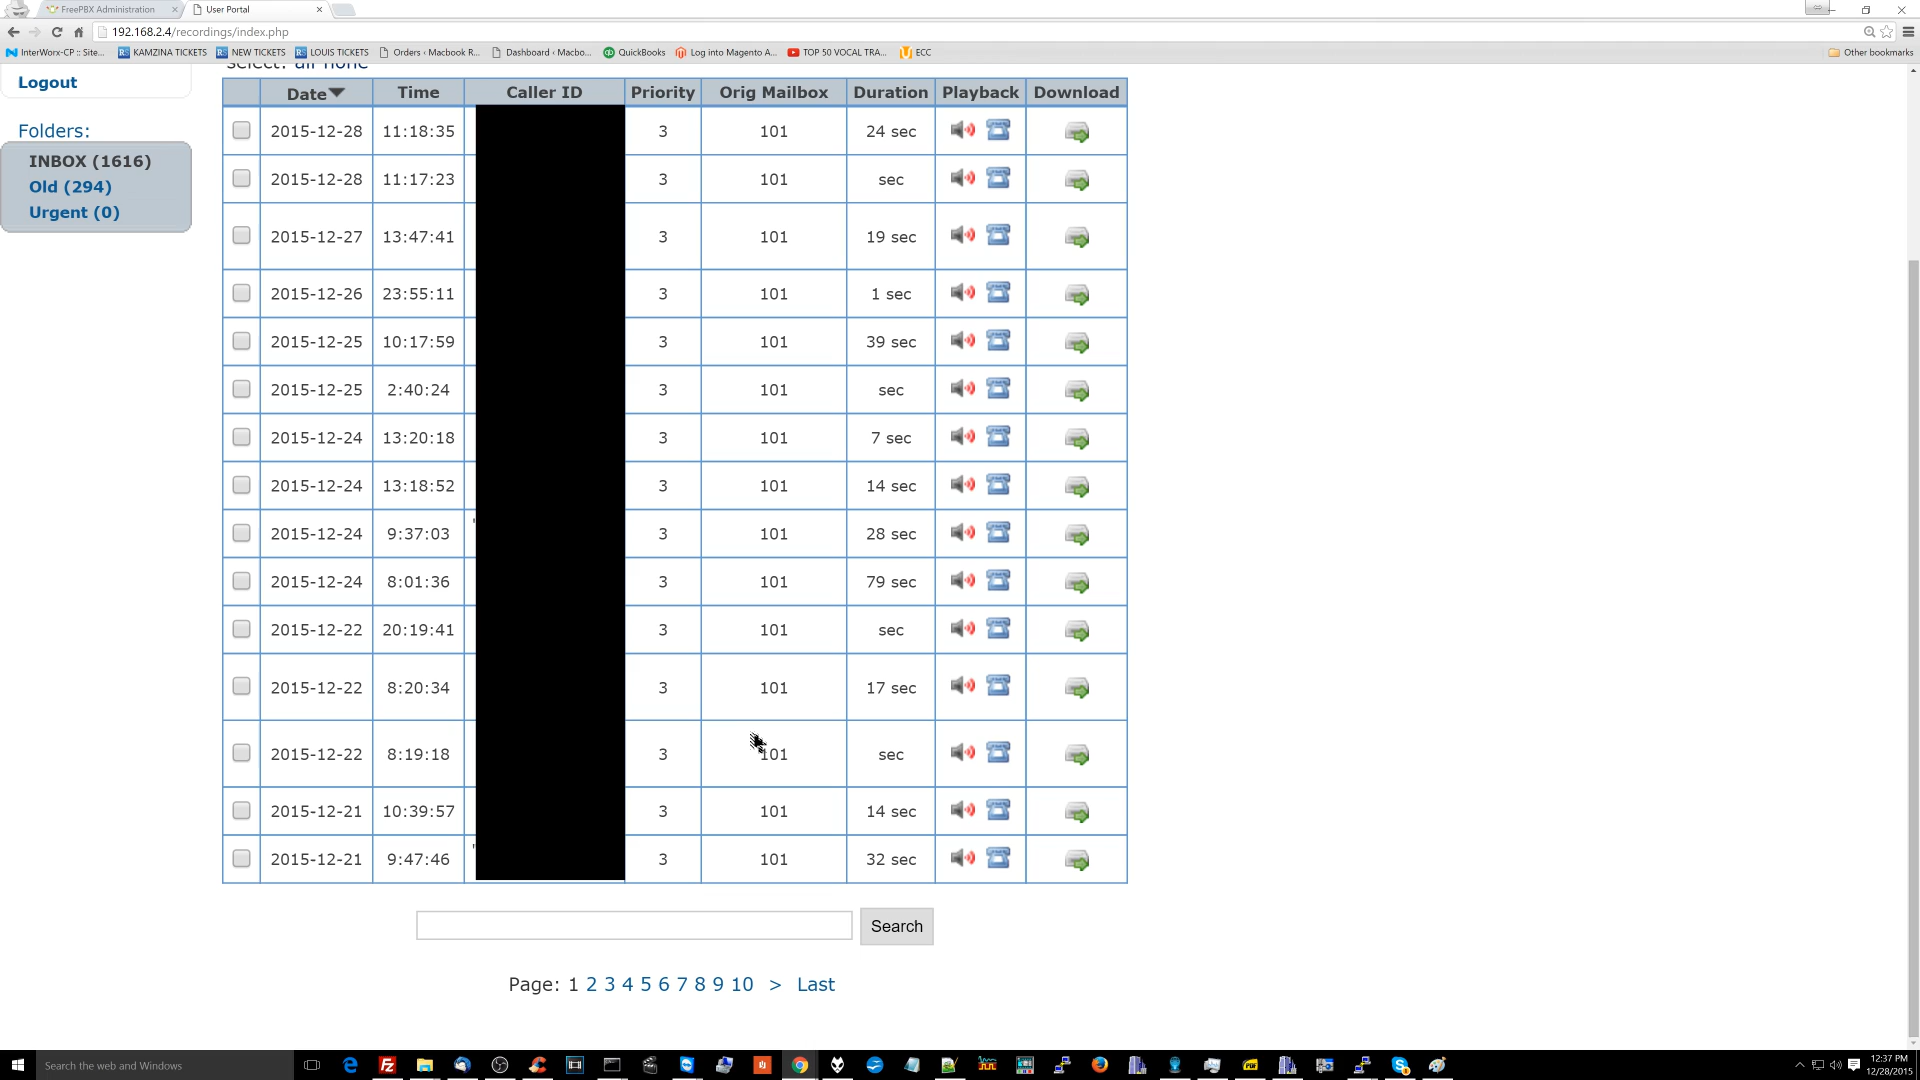 FreePBX Administration
User Portal
192.168.2.4/recordings/index.php
InterWorx-CP :: Site... KAMZINA TICKETS NEW TICKETS LOUIS TICKETS Orders ‹ Macbook R... Dashboard ‹ Macbo... QuickBooks Log into Magento A... TOP 50 VOCAL TRA... ECC Other bookmarks
Logout
Folders:
INBOX (1616)
Old (294)
Urgent (0)
select: all none
Date Time Caller ID Priority Orig Mailbox Duration Playback Download
2015-12-28 11:18:35 3 101 24 sec
2015-12-28 11:17:23 3 101 sec
2015-12-27 13:47:41 3 101 19 sec
2015-12-26 23:55:11 3 101 1 sec
2015-12-25 10:17:59 3 101 39 sec
2015-12-25 2:40:24 3 101 sec
2015-12-24 13:20:18 3 101 7 sec
2015-12-24 13:18:52 3 101 14 sec
2015-12-24 9:37:03 3 101 28 sec
2015-12-24 8:01:36 3 101 79 sec
2015-12-22 20:19:41 3 101 sec
2015-12-22 8:20:34 3 101 17 sec
2015-12-22 8:19:18 3 101 sec
2015-12-21 10:39:57 3 101 14 sec
2015-12-21 9:47:46 3 101 32 sec
Search
Page: 1 2 3 4 5 6 7 8 9 10 > Last
Search the web and Windows
12:37 PM
12/28/2015